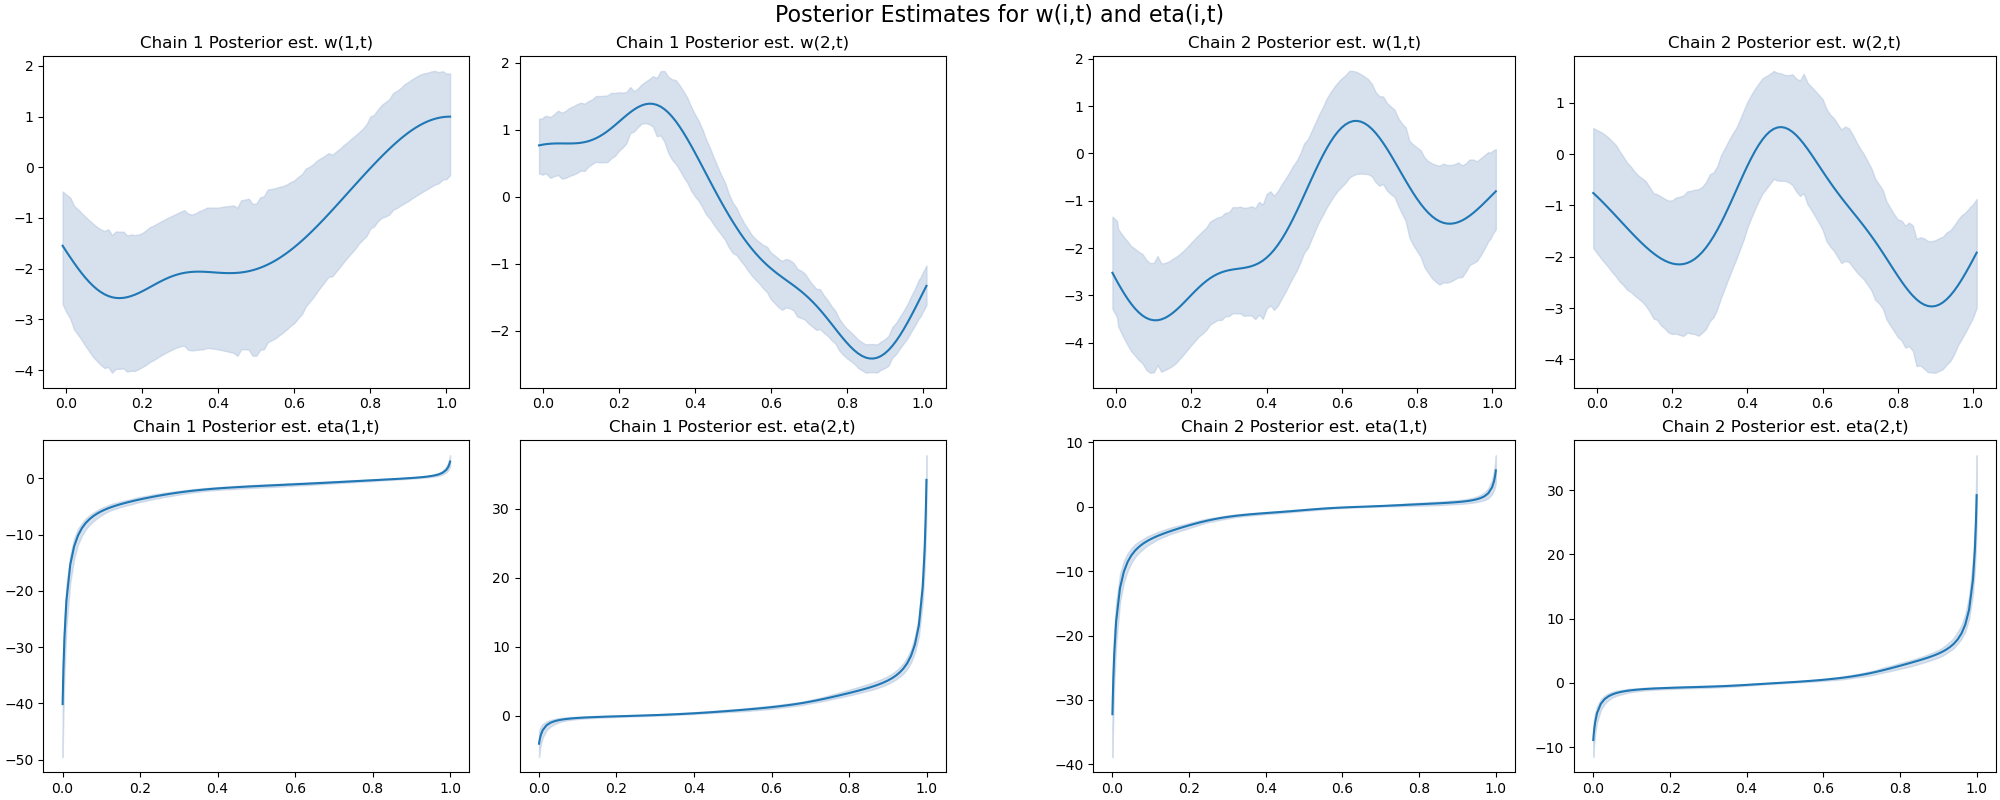 Posterior Estimates for w(i,t) and eta(i,t)
Chain 1 Posterior est. w(1,t)
2
1
0
−1
−2
−3
−4
0.0 0.2 0.4 0.6 0.8 1.0
Chain 1 Posterior est. w(2,t)
2
1
0
−1
−2
0.0 0.2 0.4 0.6 0.8 1.0
Chain 2 Posterior est. w(1,t)
2
1
0
−1
−2
−3
−4
0.0 0.2 0.4 0.6 0.8 1.0
Chain 2 Posterior est. w(2,t)
1
0
−1
−2
−3
−4
0.0 0.2 0.4 0.6 0.8 1.0
Chain 1 Posterior est. eta(1,t)
0
−10
−20
−30
−40
−50
0.0 0.2 0.4 0.6 0.8 1.0
Chain 1 Posterior est. eta(2,t)
30
20
10
0
0.0 0.2 0.4 0.6 0.8 1.0
Chain 2 Posterior est. eta(1,t)
10
0
−10
−20
−30
−40
0.0 0.2 0.4 0.6 0.8 1.0
Chain 2 Posterior est. eta(2,t)
30
20
10
0
−10
0.0 0.2 0.4 0.6 0.8 1.0